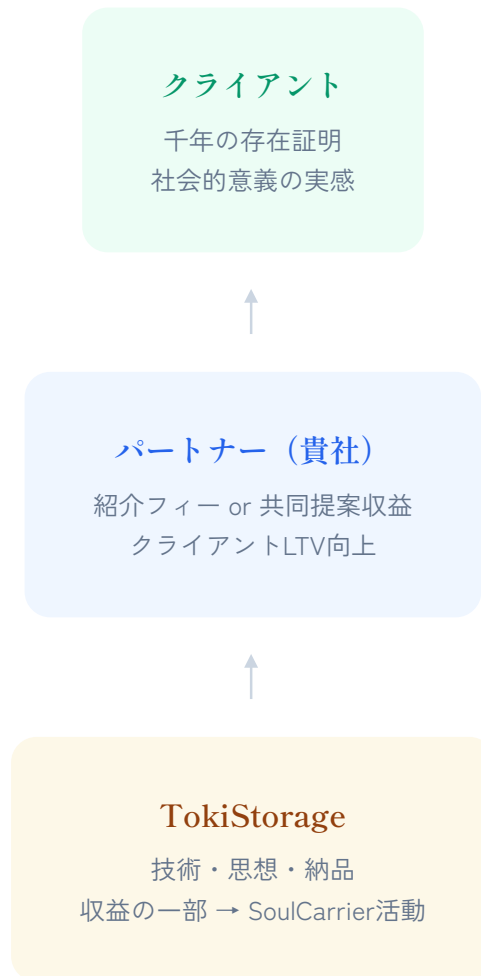 クライアント
千年の存在証明
社会的意義の実感
パートナー（貴社）
紹介フィー or 共同提案収益
クライアントLTV向上
TokiStorage
技術・思想・納品
収益の一部 → SoulCarrier活動